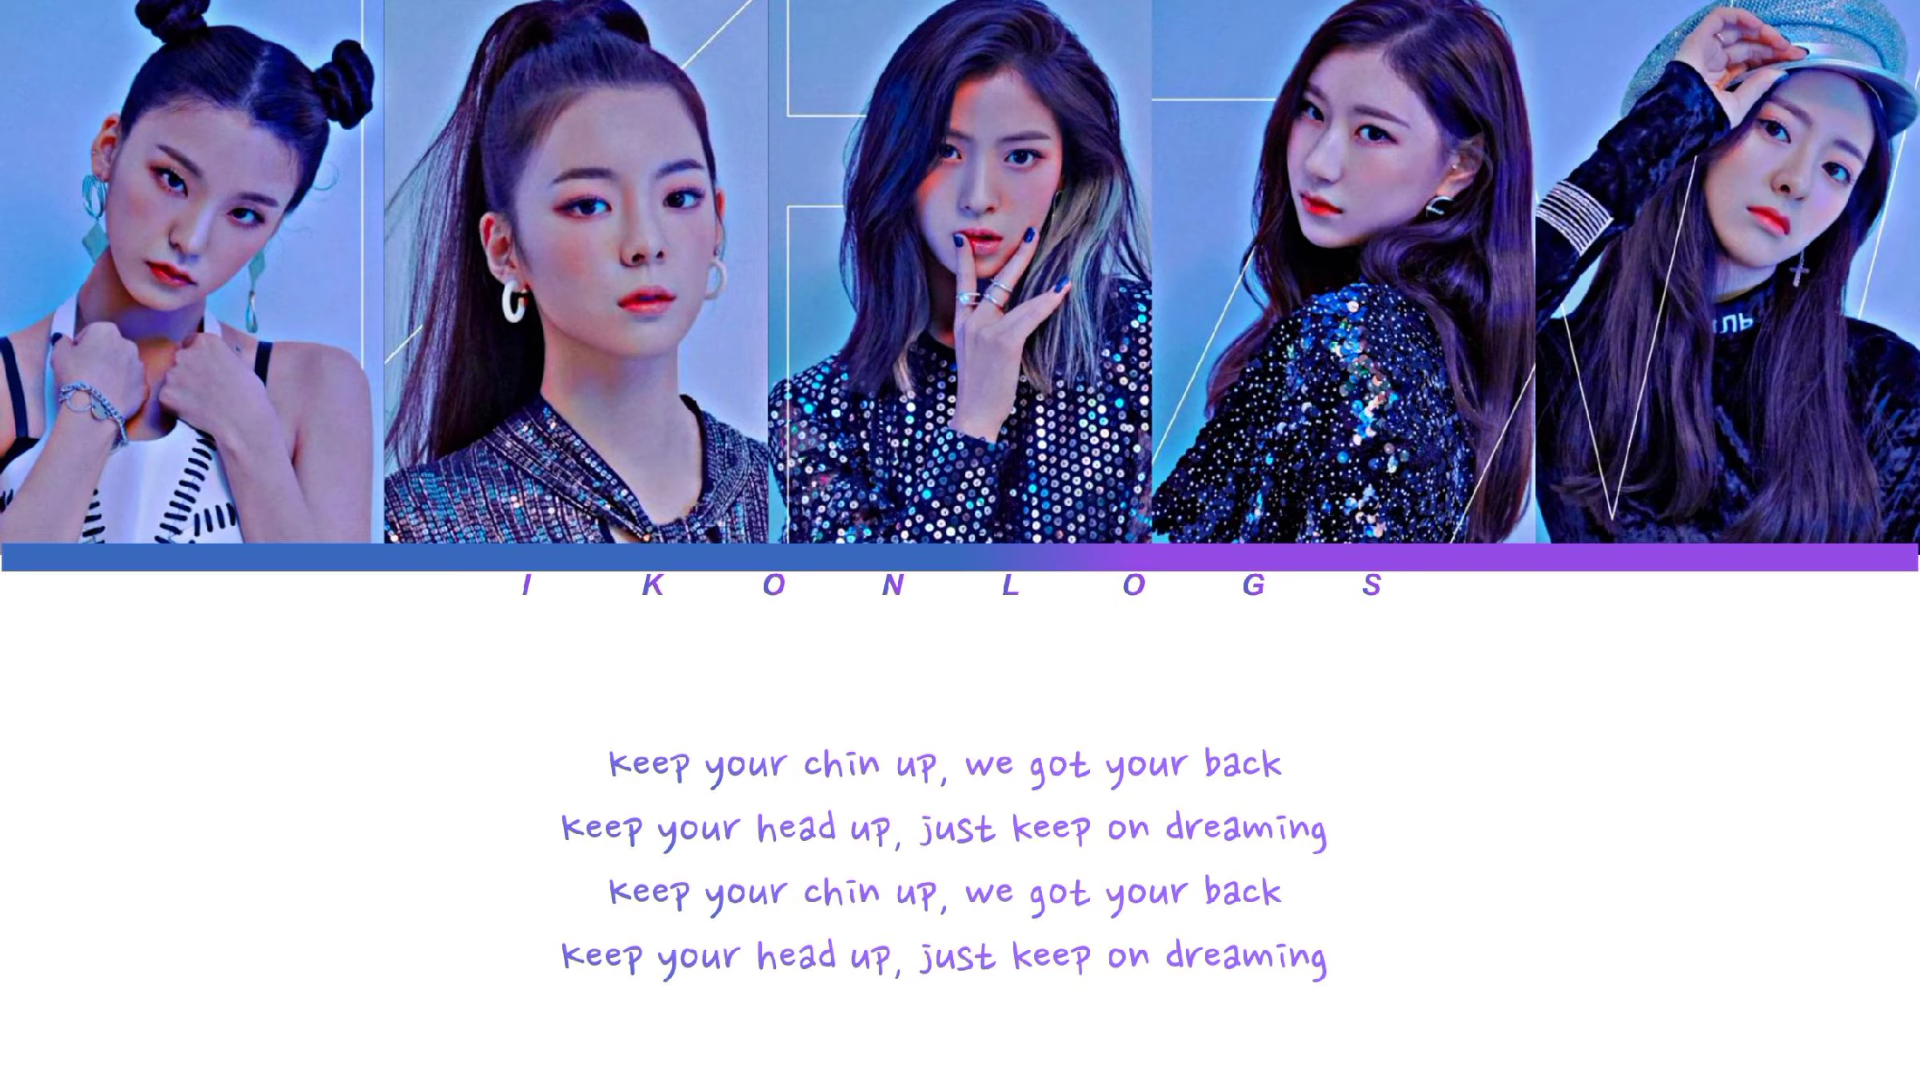 IKONLOGS
keep your chin up, we got your back
keep your head up, just keep on dreaming
keep your chin up, we got your back
keep your head up, just keep on dreaming